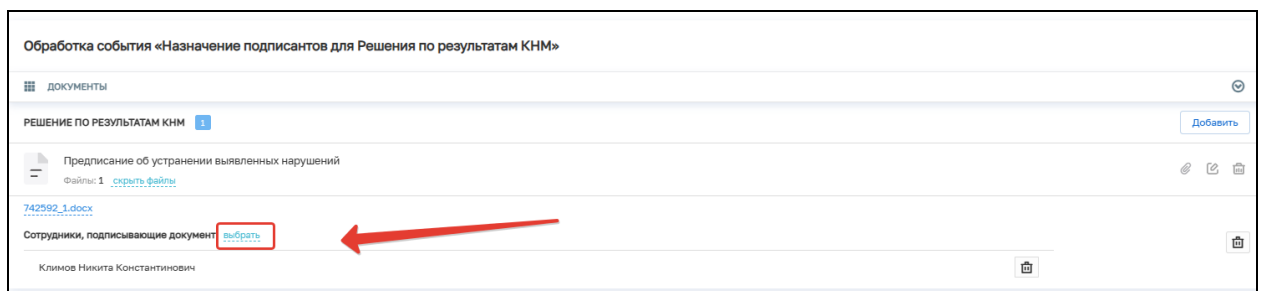 Обработка события «Назначение подписантов для Решения по результатам КНМ»
ДОКУМЕНТЫ
РЕШЕНИЕ ПО РЕЗУЛЬТАТАМ КНМ 1 Добавить
Предписание об устранении выявленных нарушений
Файлы: 1 скрыть файлы
742592_1.docx
Сотрудники, подписывающие документ выбрать
Климов Никита Константинович